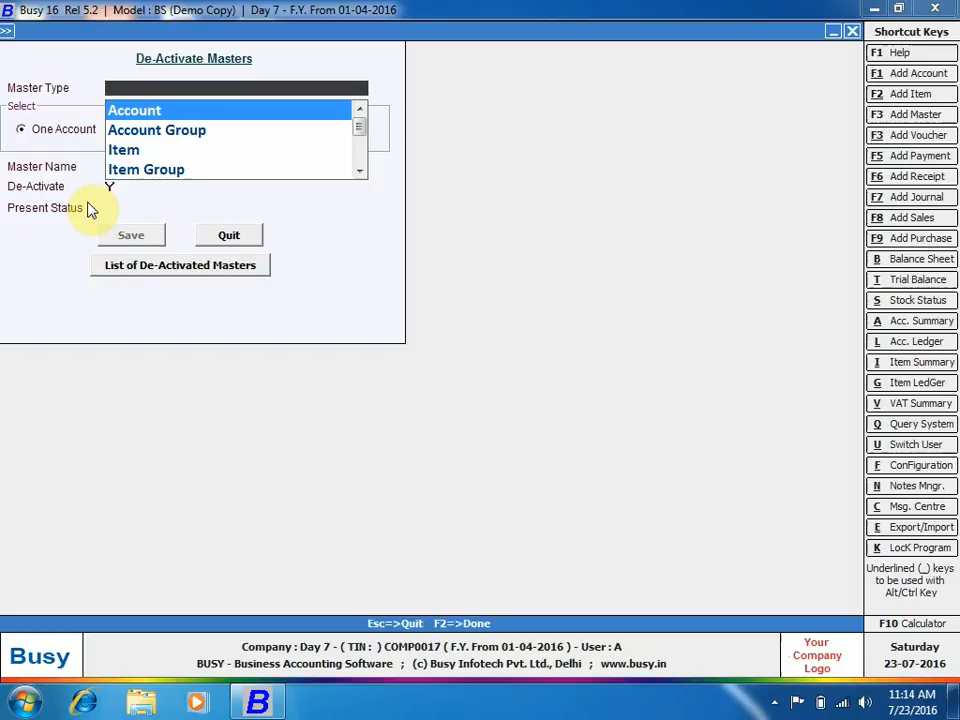 Busy 16 Rel 5.2 | Model : BS (Demo Copy) | Day 7 - F.Y. From 01-04-2016
>>
De-Activate Masters
Master Type
Account
Account Group
Item
Item Group
Select
One Account
Master Name
De-Activate Y
Present Status
Save Quit
List of De-Activated Masters
Shortcut Keys
F1 Help
F1 Add Account
F2 Add Item
F3 Add Master
F3 Add Voucher
F5 Add Payment
F6 Add Receipt
F7 Add Journal
F8 Add Sales
F9 Add Purchase
B Balance Sheet
T Trial Balance
S Stock Status
A Acc. Summary
L Acc. Ledger
I Item Summary
G Item LedGer
V VAT Summary
Q Query System
U Switch User
F ConFiguration
N Notes Mngr.
C Msg. Centre
E Export/Import
K LocK Program
Underlined (_) keys
to be used with
Alt/Ctrl Key
F10 Calculator
Esc=>Quit F2=>Done
Busy
Company : Day 7 - ( TIN : ) COMP0017 ( F.Y. From 01-04-2016 ) - User : A
BUSY - Business Accounting Software ; (c) Busy Infotech Pvt. Ltd., Delhi ; www.busy.in
Your
Company
Logo
Saturday
23-07-2016
B
11:14 AM
7/23/2016